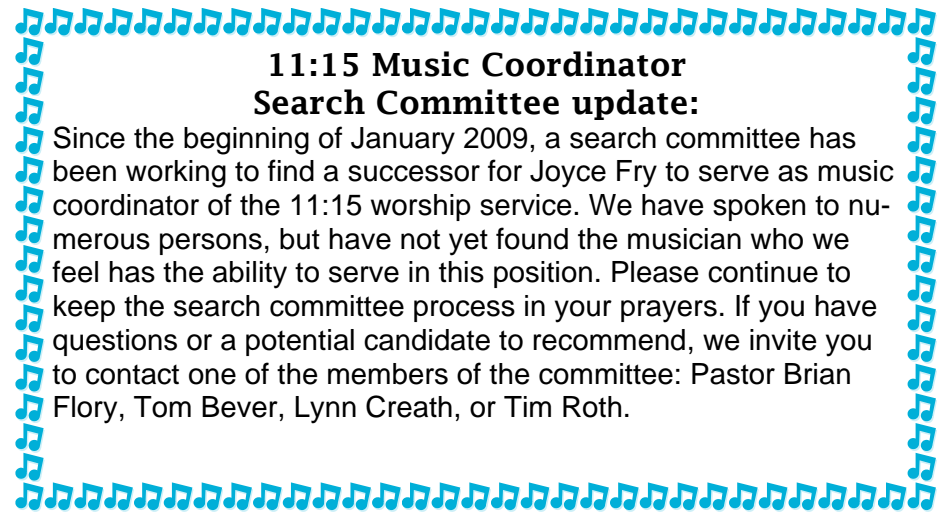 11:15 Music Coordinator
Search Committee update:
Since the beginning of January 2009, a search committee has
been working to find a successor for Joyce Fry to serve as music
coordinator of the 11:15 worship service. We have spoken to nu-
merous persons, but have not yet found the musician who we
feel has the ability to serve in this position. Please continue to
keep the search committee process in your prayers. If you have
questions or a potential candidate to recommend, we invite you
to contact one of the members of the committee: Pastor Brian
Flory, Tom Bever, Lynn Creath, or Tim Roth.